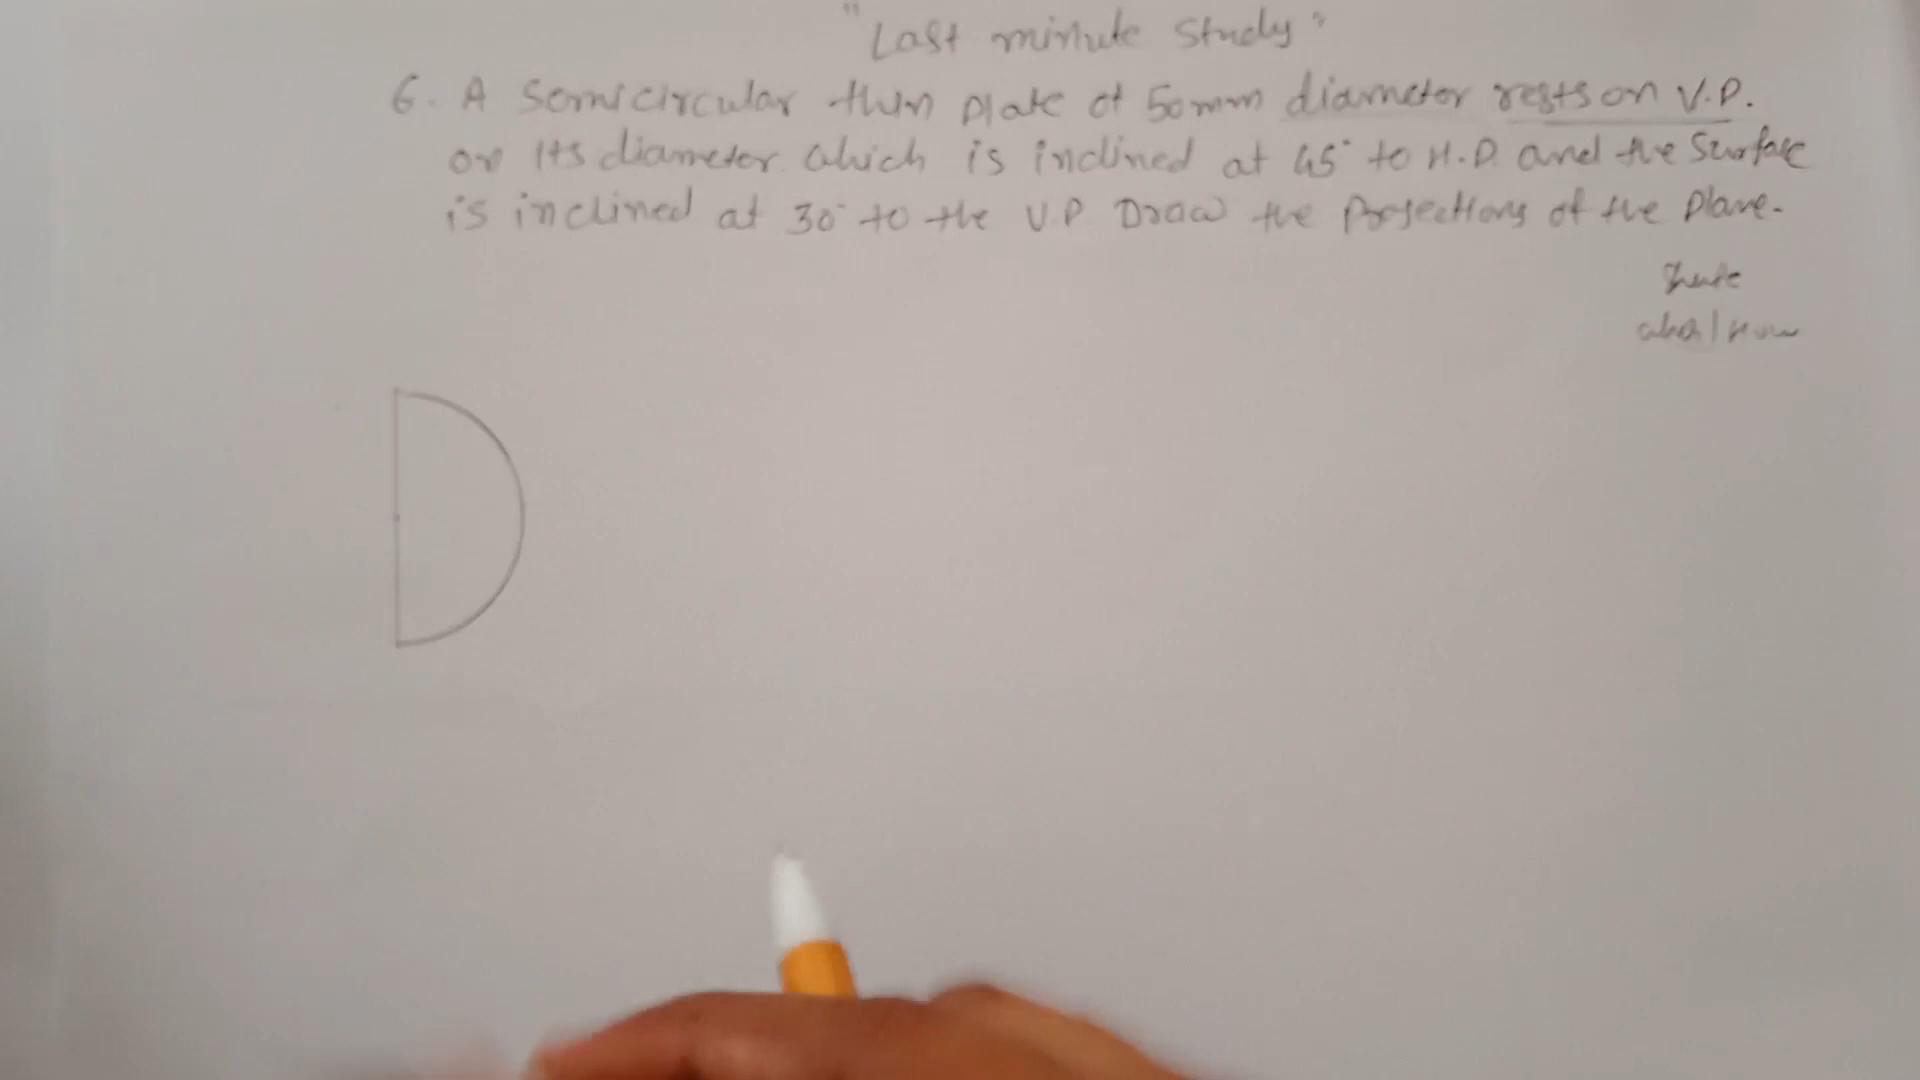 "Last minute Study"
6. A Semicircular thin plate of 50mm diameter rests on V.P.
on its diameter which is inclined at 45° to H.P. and the Surface
is inclined at 30° to the V.P Draw the Projections of the Plane.